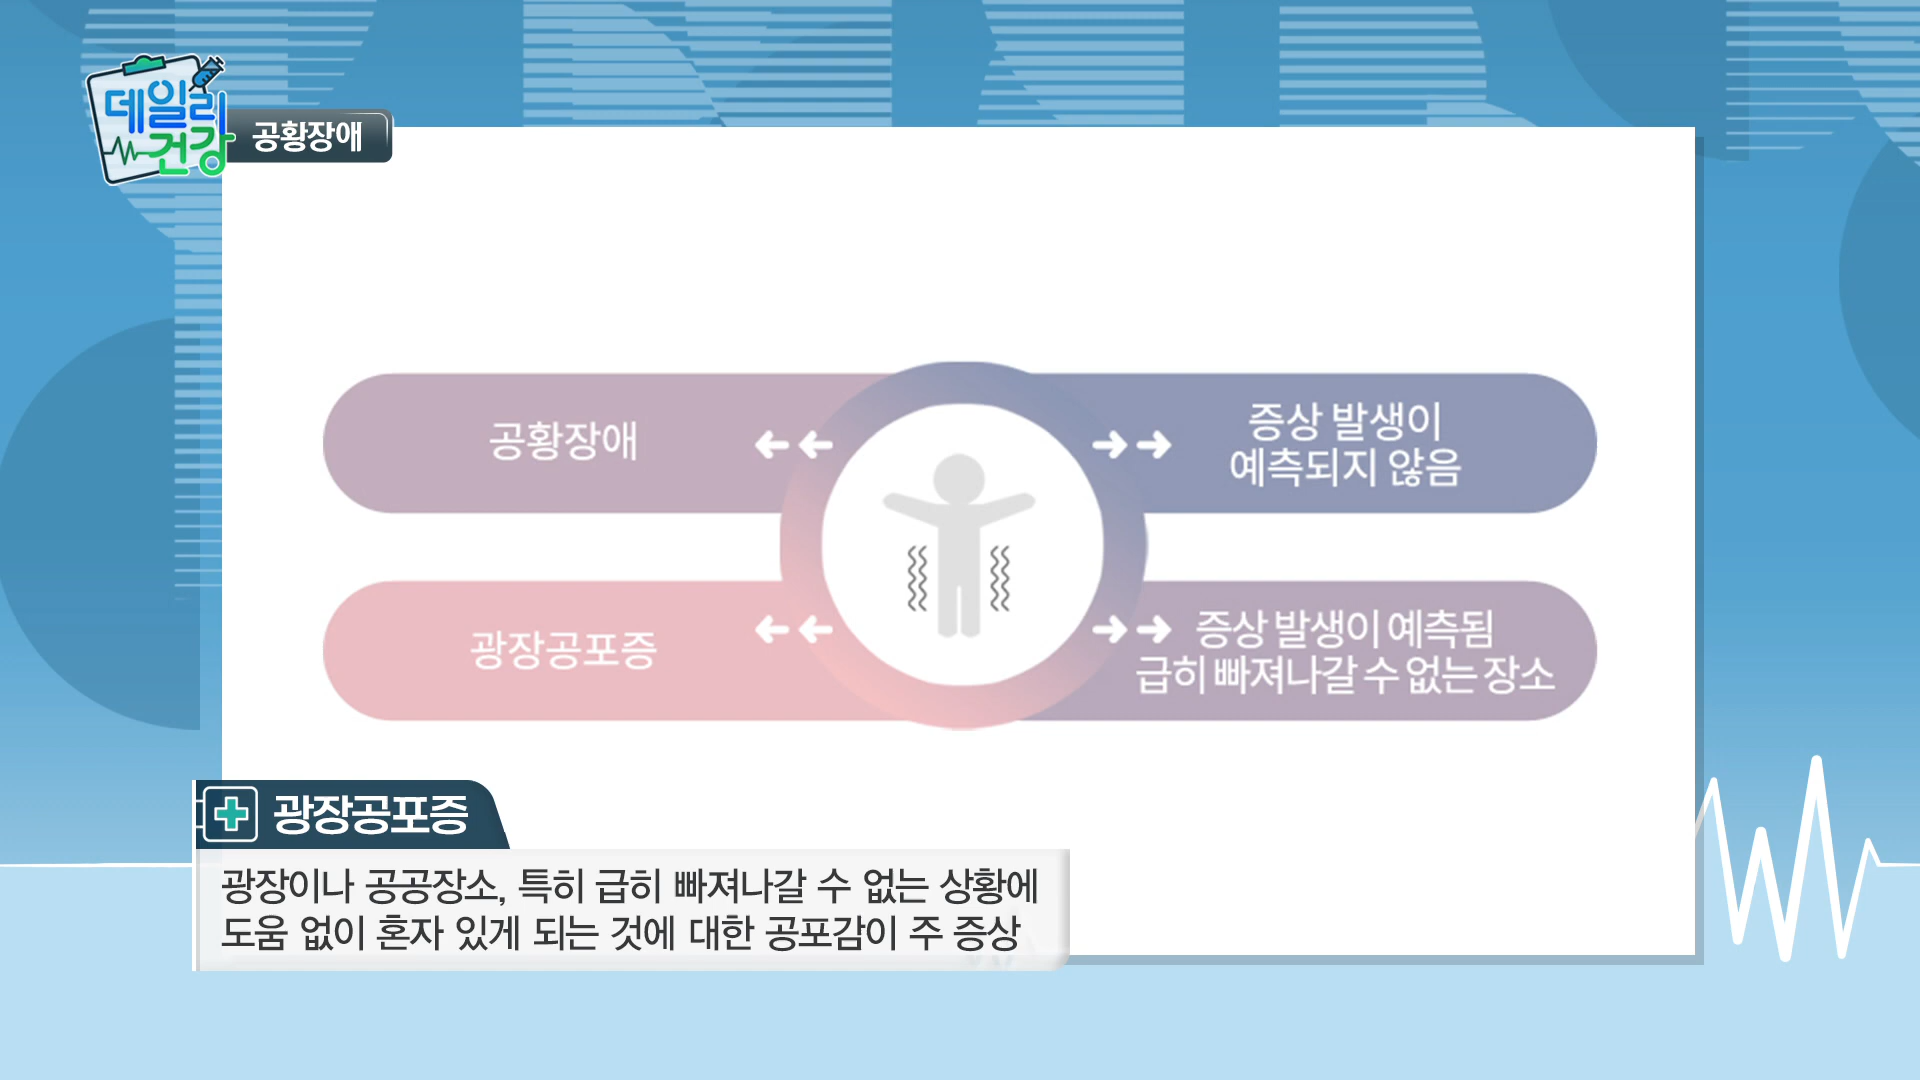 데일리
건강
공황장애
공황장애
증상 발생이
예측되지 않음
광장공포증
증상 발생이 예측됨
급히 빠져나갈 수 없는 장소
광장공포증
광장이나 공공장소, 특히 급히 빠져나갈 수 없는 상황에
도움 없이 혼자 있게 되는 것에 대한 공포감이 주 증상